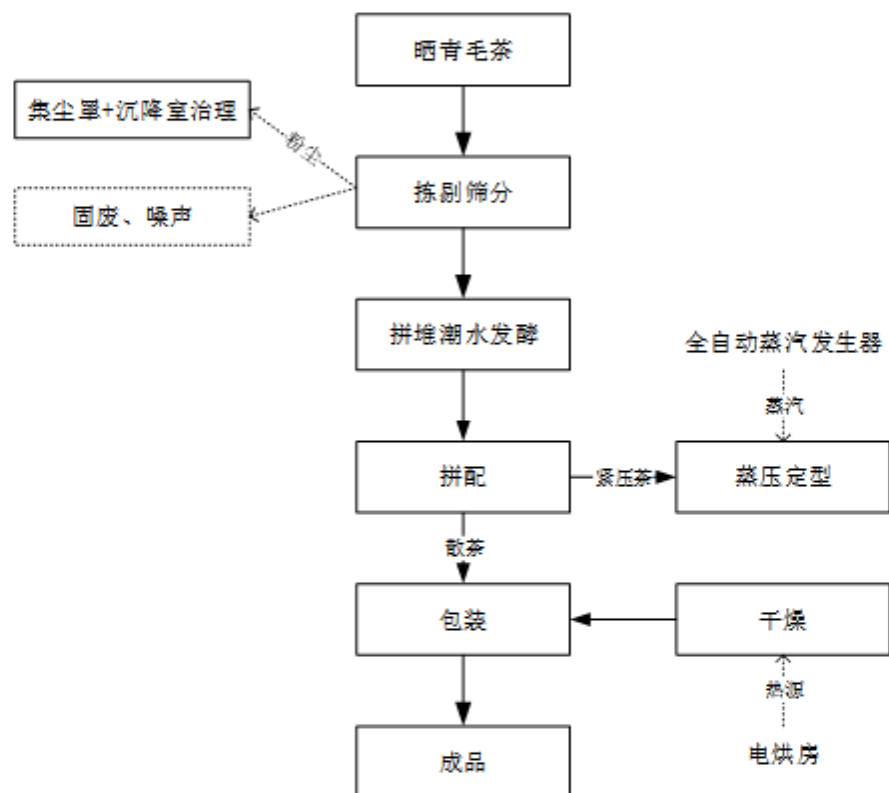 晒青毛茶
集尘罩+沉降室治理
粉尘
拣剔筛分
固废、噪声
拼堆潮水发酵
全自动蒸汽发生器
蒸汽
拼配
紧压茶
蒸压定型
散茶
包装
干燥
热源
电烘房
成品